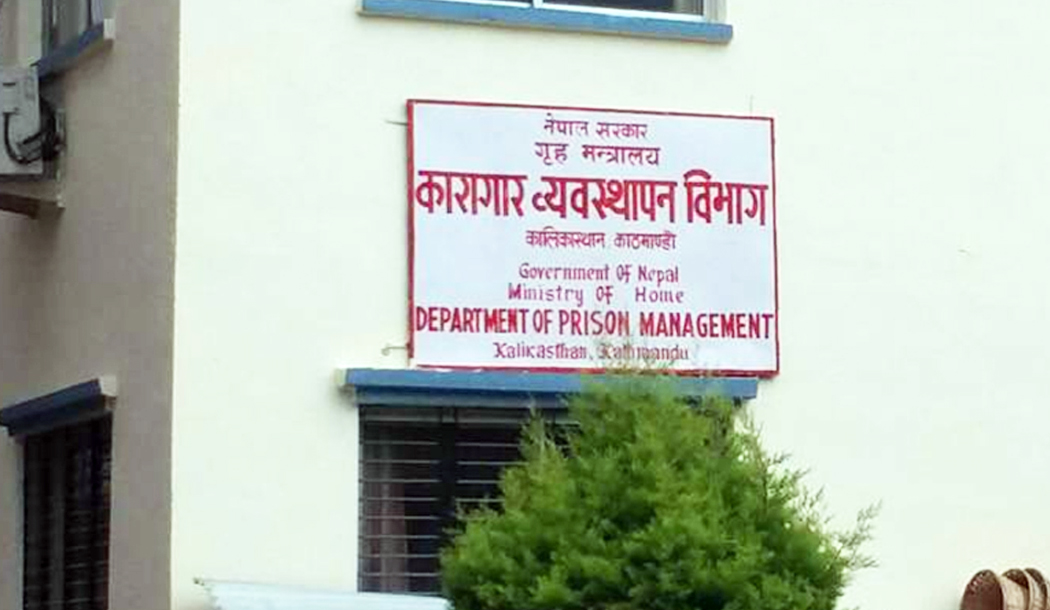 नेपाल सरकार
गृह मन्त्रालय
कारागार व्यवस्थापन विभाग
कालिकास्थान काठमाण्डौ
Government Of Nepal
Ministry Of Home
DEPARTMENT OF PRISON MANAGEMENT
Kalikasthan, Kathmandu